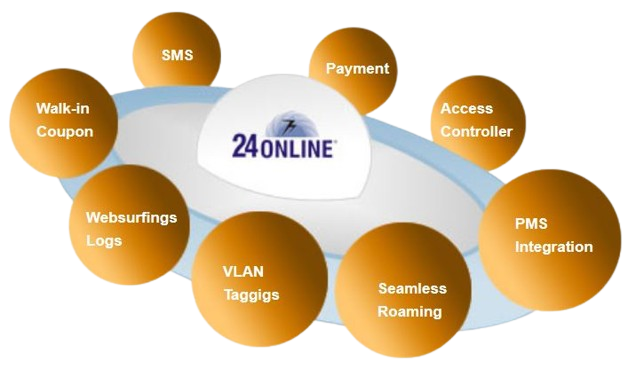 SMS
Payment
Walk-in
Coupon
Access
Controller
24ONLINE
Websurfings
Logs
PMS
Integration
VLAN
Taggigs
Seamless
Roaming